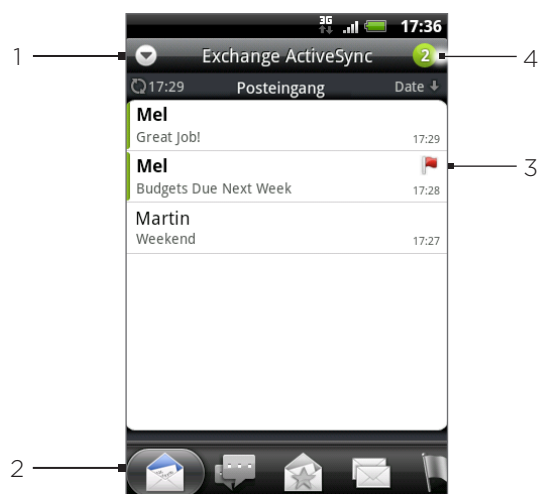 3G 17:36
1 Exchange ActiveSync 2 4
17:29 Posteingang Date
Mel
Great Job! 17:29
Mel 3
Budgets Due Next Week 17:28
Martin
Weekend 17:27
2